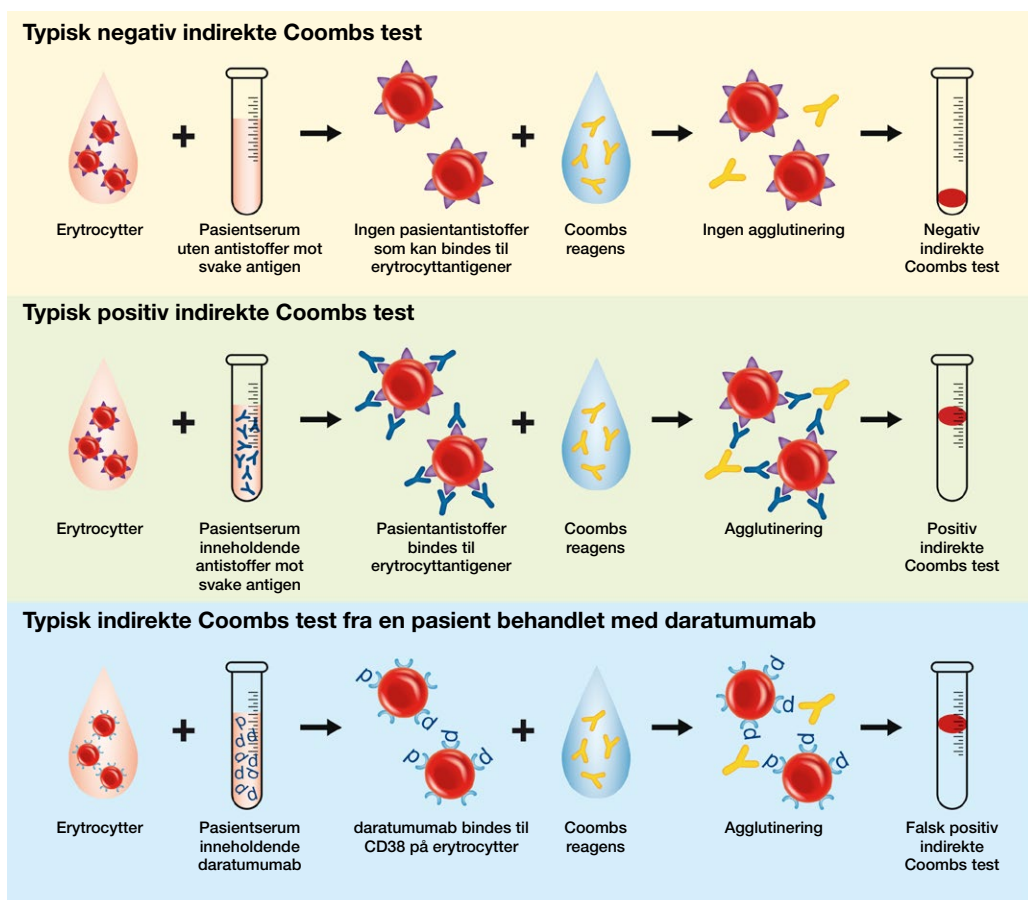 Typisk negativ indirekte Coombs test
Erytrocytter
Pasientserum
uten antistoffer mot
svake antigen
Ingen pasientantistoffer
som kan bindes til
erytrocyttantigener
Coombs
reagens
Ingen agglutinering
Negativ
indirekte
Coombs test
Typisk positiv indirekte Coombs test
Erytrocytter
Pasientserum
inneholdende
antistoffer mot
svake antigen
Pasientantistoffer
bindes til
erytrocyttantigener
Coombs
reagens
Agglutinering
Positiv
indirekte
Coombs test
Typisk indirekte Coombs test fra en pasient behandlet med daratumumab
Erytrocytter
Pasientserum
inneholdende
daratumumab
daratumumab bindes til
CD38 på erytrocytter
Coombs
reagens
Agglutinering
Falsk positiv
indirekte
Coombs test